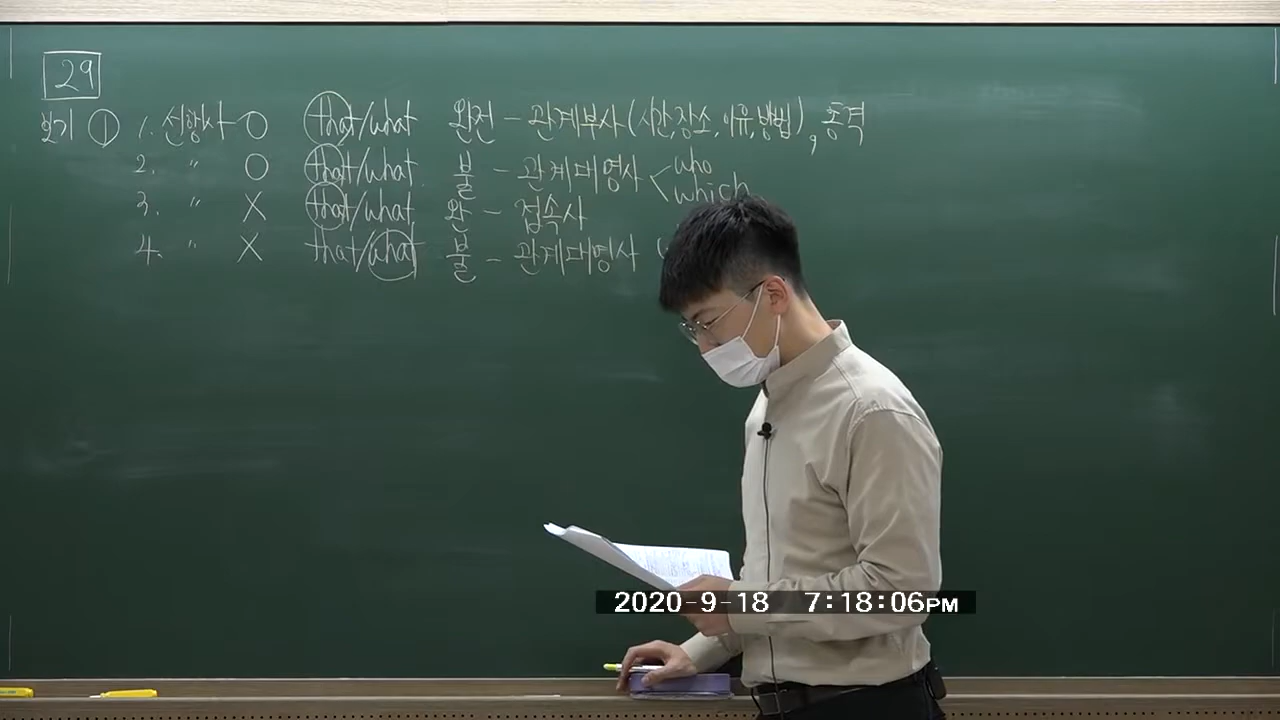 29
보기 ① 1. 선행사 O that/what 완전 - 관계부사 (시간, 장소, 이유, 방법), 동격
2. " O that/what 불 - 관계대명사 < who
which
3. " X that/what 완 - 접속사
4. " X that/what 불 - 관계대명사
2020-9-18 7:18:06PM